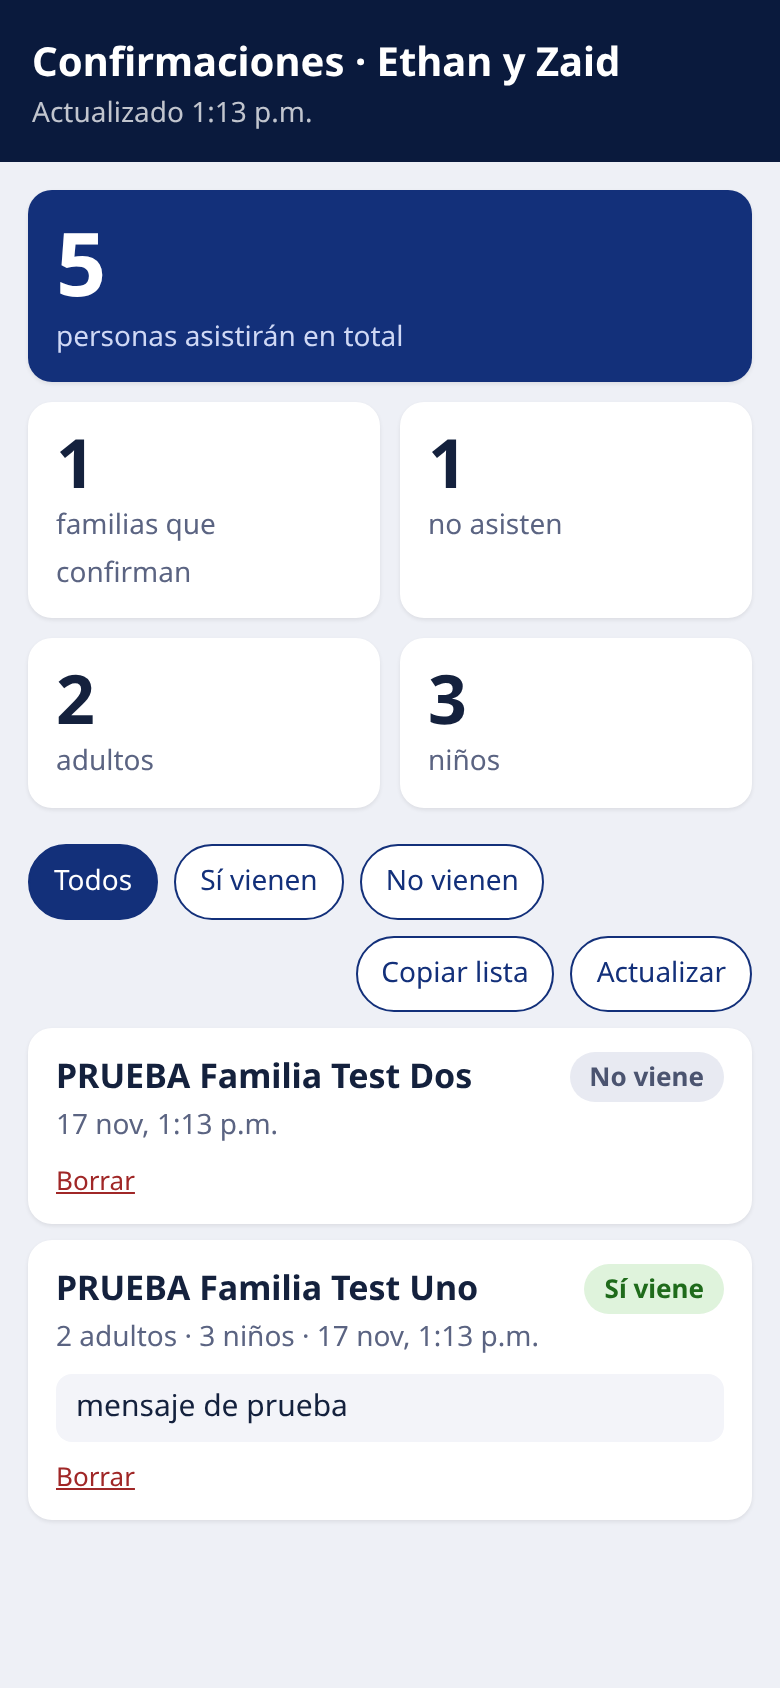 Confirmaciones · Ethan y Zaid
Actualizado 1:13 p.m.
5
personas asistirán en total
1
familias que
confirman
1
no asisten
2
adultos
3
niños
Todos
Sí vienen
No vienen
Copiar lista
Actualizar
PRUEBA Familia Test Dos
No viene
17 nov, 1:13 p.m.
Borrar
PRUEBA Familia Test Uno
Sí viene
2 adultos · 3 niños · 17 nov, 1:13 p.m.
mensaje de prueba
Borrar